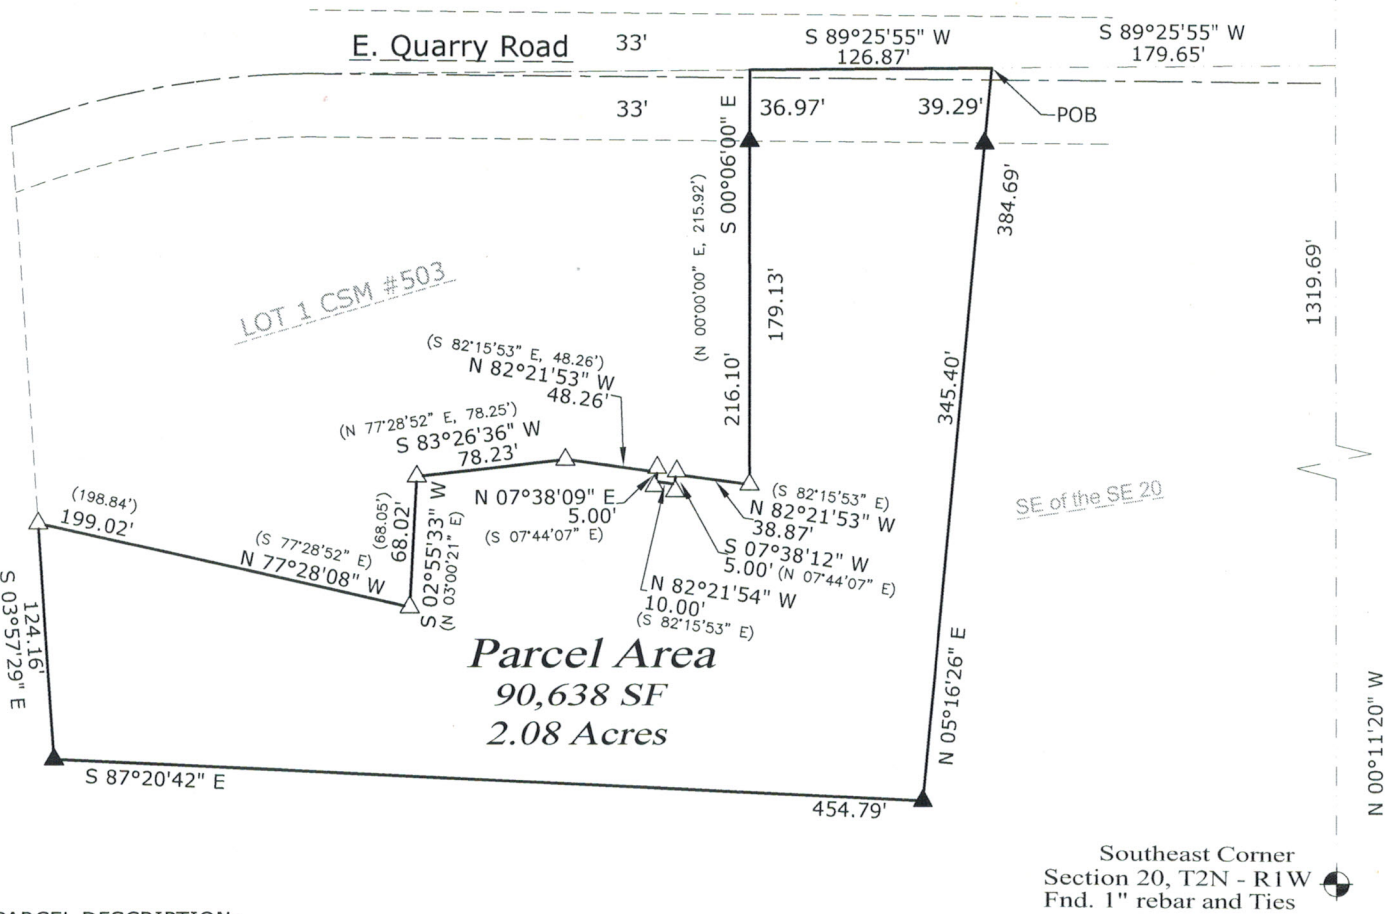 E. Quarry Road
33'
S 89°25'55" W
126.87'
S 89°25'55" W
179.65'
33'
36.97'
39.29'
POB
S 00°06'00" E
(N 00°00'00" E, 215.92')
216.10'
179.13'
384.69'
345.40'
N 05°16'26" E
1319.69'
N 00°11'20" W
LOT 1 CSM #503
(S 82°15'53" E, 48.26')
N 82°21'53" W
48.26'
(N 77°28'52" E, 78.25')
S 83°26'36" W
78.23'
(198.84')
199.02'
(S 77°28'52" E)
N 77°28'08" W
(68.05')
68.02'
S 02°55'33" W
(N 03°00'21" E)
N 07°38'09" E
5.00'
(S 07°44'07" E)
(S 82°15'53" E)
N 82°21'53" W
38.87'
S 07°38'12" W
5.00' (N 07°44'07" E)
N 82°21'54" W
10.00'
(S 82°15'53" E)
SE of the SE 20
S 03°57'29" E
124.16'
Parcel Area
90,638 SF
2.08 Acres
S 87°20'42" E
454.79'
Southeast Corner
Section 20, T2N - R1W
Fnd. 1" rebar and Ties
PARCEL DESCRIPTION